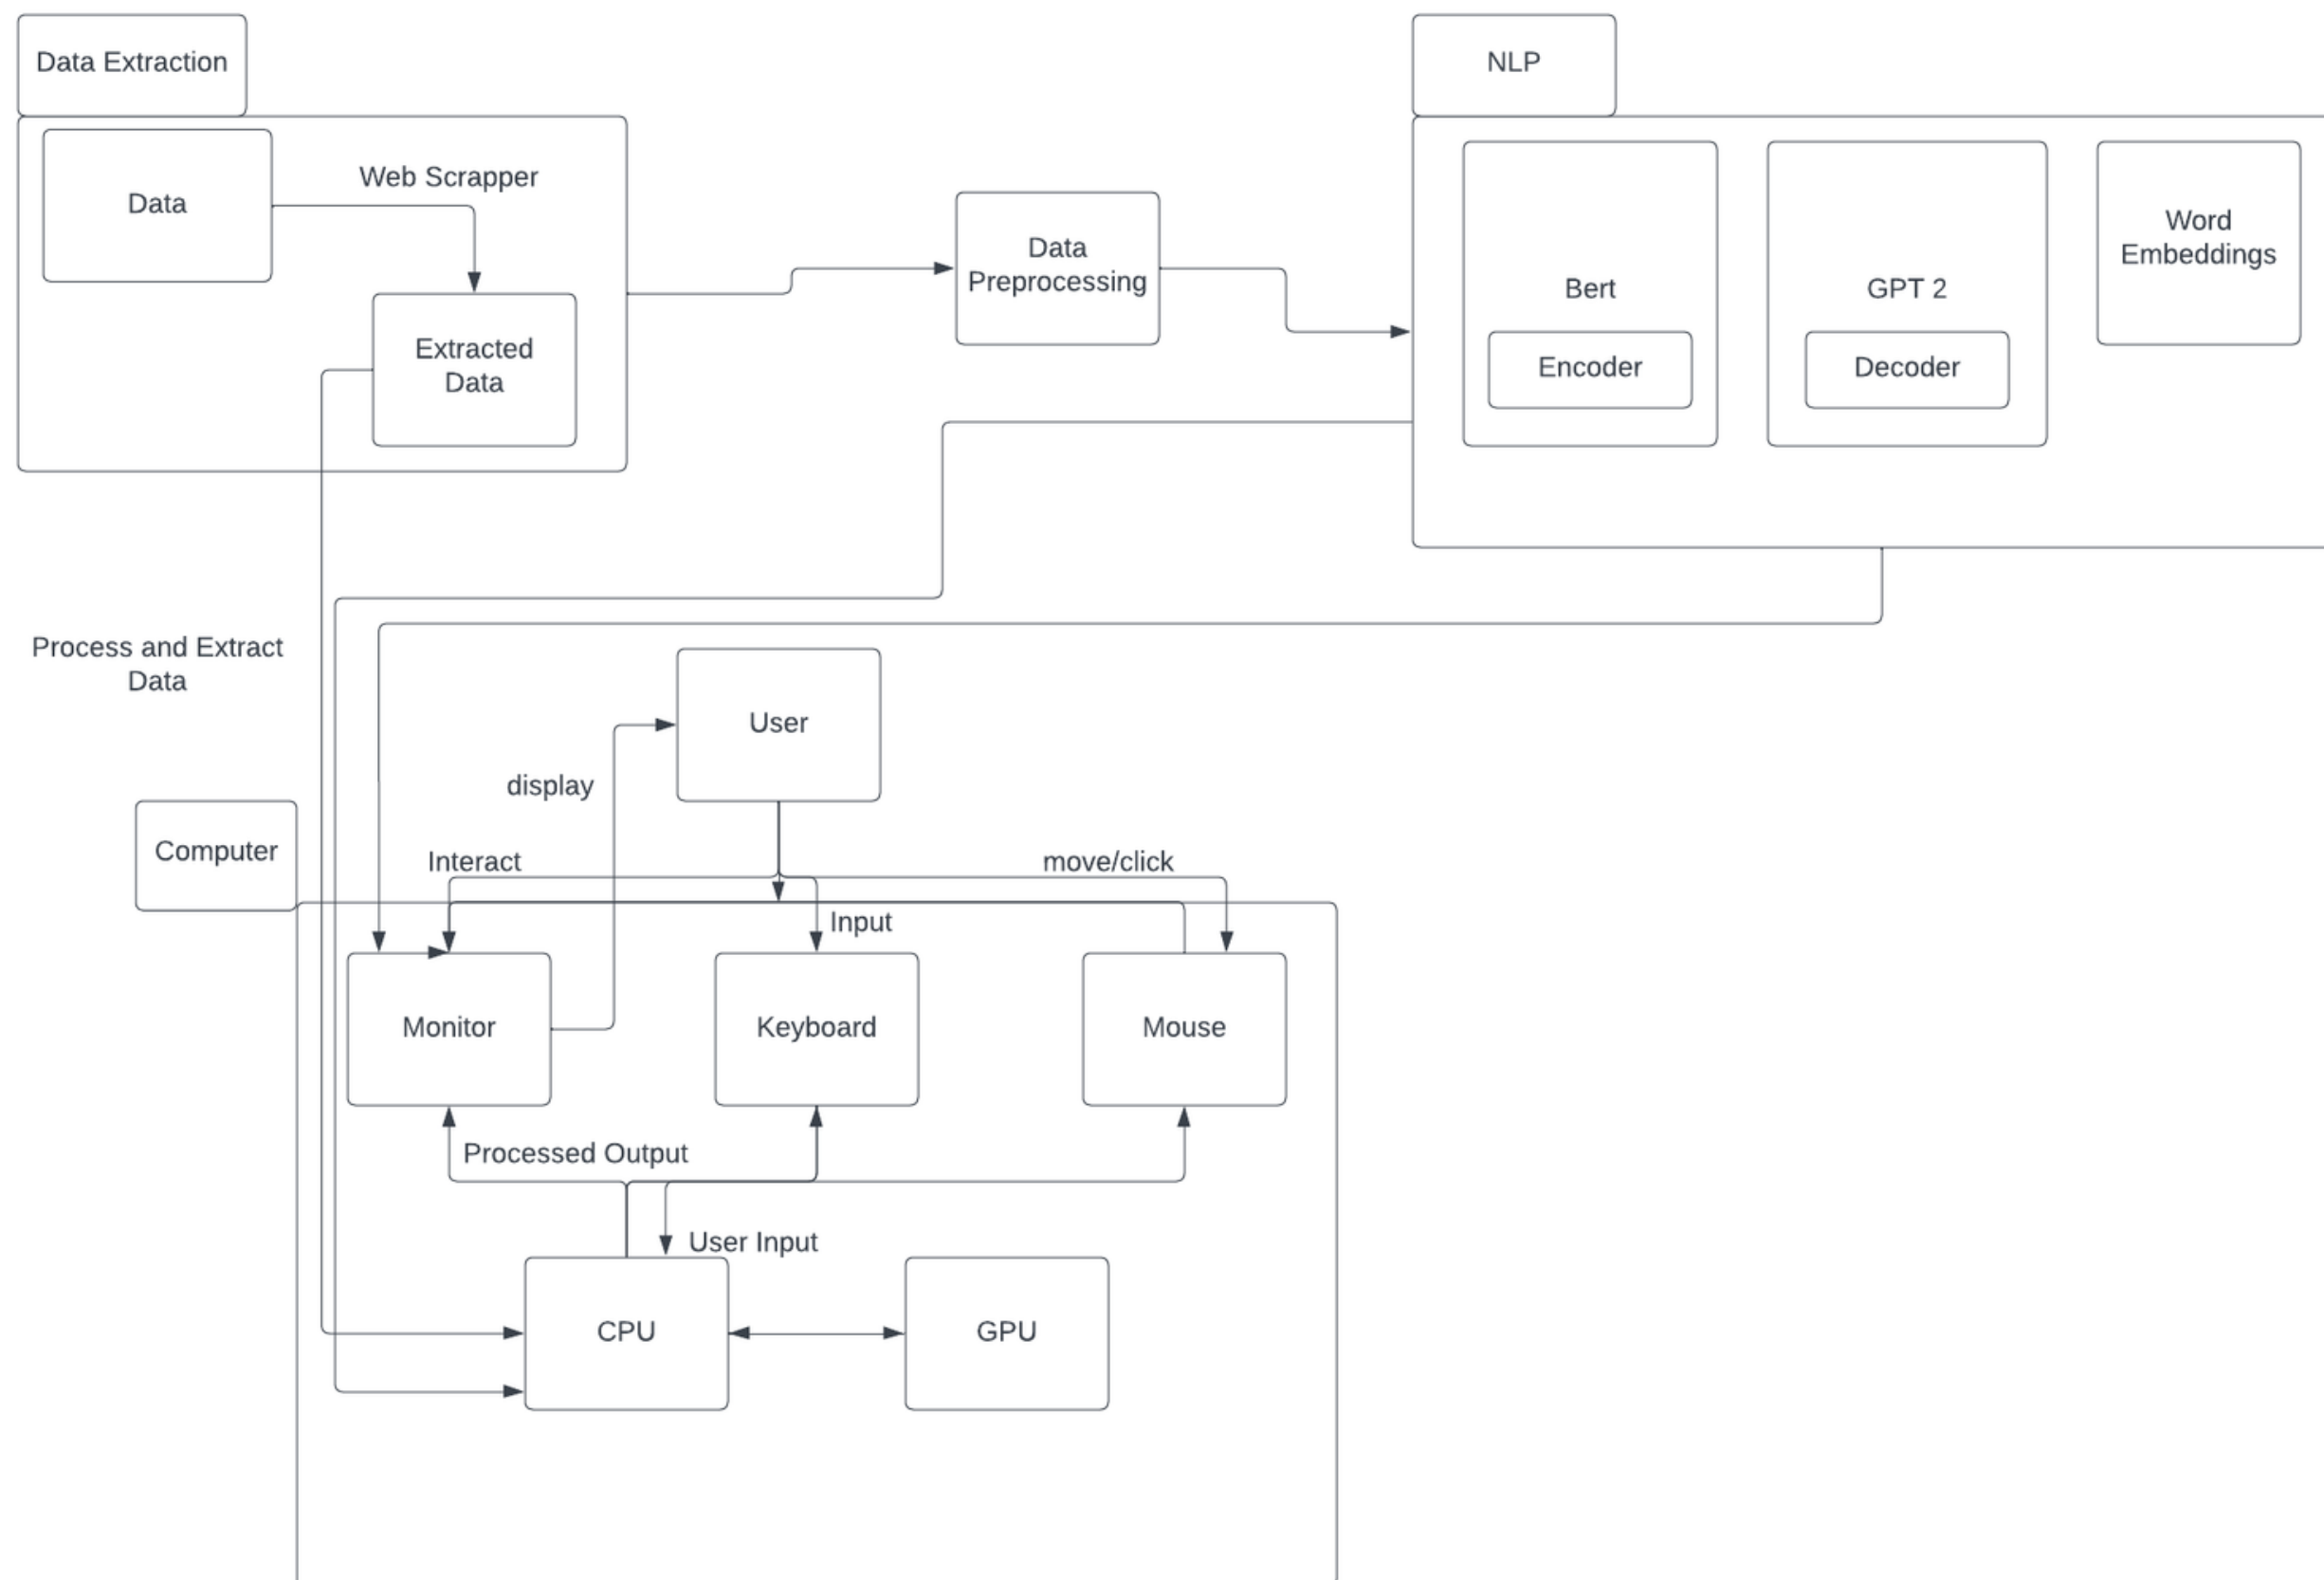 Data Extraction
NLP
Data
Web Scrapper
Extracted
Data
Data
Preprocessing
Bert
Encoder
GPT 2
Decoder
Word
Embeddings
Process and Extract
Data
User
display
Computer
Interact
move/click
Input
Monitor
Keyboard
Mouse
Processed Output
User Input
CPU
GPU